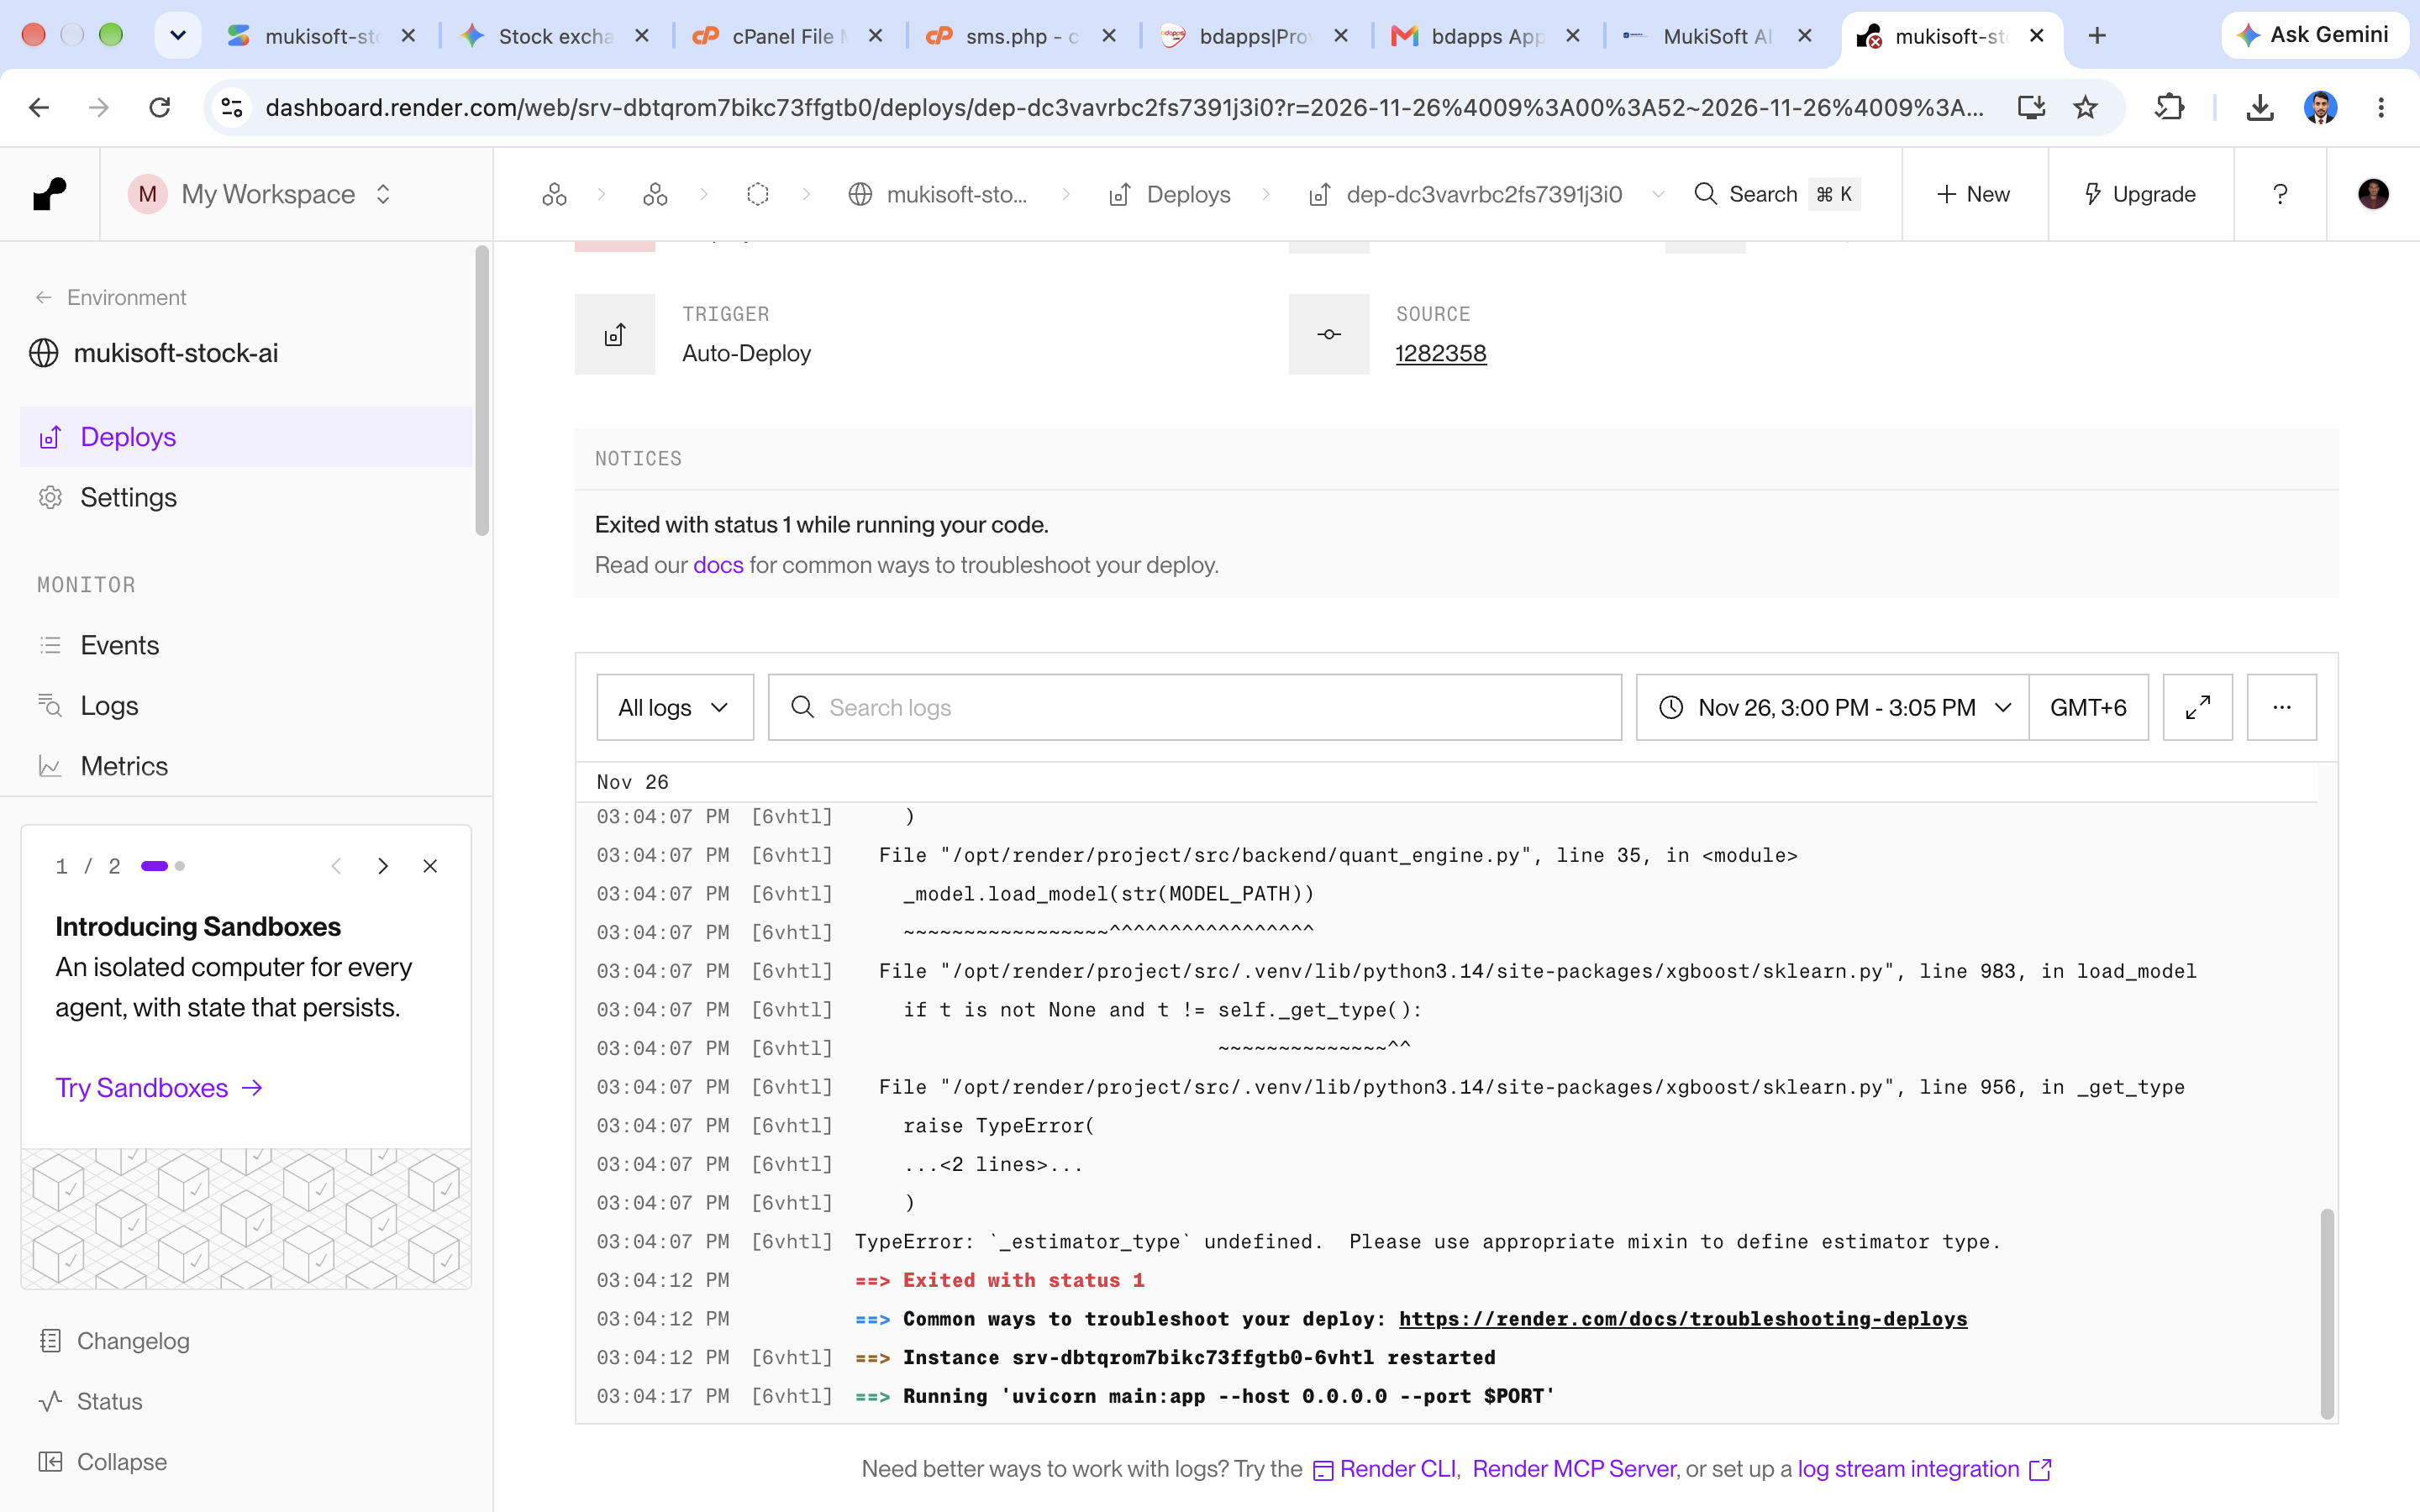 mukisoft-sto
Stock excha
cPanel File M
sms.php - c
bdapps|Prov
bdapps App
MukiSoft AI
mukisoft-sto
Ask Gemini
dashboard.render.com/web/srv-dbtqrom7bikc73ffgtb0/deploys/dep-dc3vavrbc2fs7391j3i0?r=2026-11-26%4009%3A00%3A52~2026-11-26%4009%3A...
M My Workspace
mukisoft-sto...
Deploys
dep-dc3vavrbc2fs7391j3i0
Search ⌘ K
+ New
Upgrade
?
← Environment
mukisoft-stock-ai
Deploys
Settings
MONITOR
Events
Logs
Metrics
1 / 2
Introducing Sandboxes
An isolated computer for every
agent, with state that persists.
Try Sandboxes →
Changelog
Status
Collapse
TRIGGER
Auto-Deploy
SOURCE
1282358
NOTICES
Exited with status 1 while running your code.
Read our docs for common ways to troubleshoot your deploy.
All logs
Search logs
Nov 26, 3:00 PM - 3:05 PM
GMT+6
...
Nov 26
03:04:07 PM [6vhtl] )
03:04:07 PM [6vhtl] File "/opt/render/project/src/backend/quant_engine.py", line 35, in <module>
03:04:07 PM [6vhtl] _model.load_model(str(MODEL_PATH))
03:04:07 PM [6vhtl] ~~~~~~~~~~~~~~~~~^^^^^^^^^^^^^^^^^
03:04:07 PM [6vhtl] File "/opt/render/project/src/.venv/lib/python3.14/site-packages/xgboost/sklearn.py", line 983, in load_model
03:04:07 PM [6vhtl] if t is not None and t != self._get_type():
03:04:07 PM [6vhtl] ~~~~~~~~~~~~~~^^
03:04:07 PM [6vhtl] File "/opt/render/project/src/.venv/lib/python3.14/site-packages/xgboost/sklearn.py", line 956, in _get_type
03:04:07 PM [6vhtl] raise TypeError(
03:04:07 PM [6vhtl] ...<2 lines>...
03:04:07 PM [6vhtl] )
03:04:07 PM [6vhtl] TypeError: `_estimator_type` undefined.  Please use appropriate mixin to define estimator type.
03:04:12 PM ==> Exited with status 1
03:04:12 PM ==> Common ways to troubleshoot your deploy: https://render.com/docs/troubleshooting-deploys
03:04:12 PM [6vhtl] ==> Instance srv-dbtqrom7bikc73ffgtb0-6vhtl restarted
03:04:17 PM [6vhtl] ==> Running 'uvicorn main:app --host 0.0.0.0 --port $PORT'
Need better ways to work with logs? Try the Render CLI, Render MCP Server, or set up a log stream integration